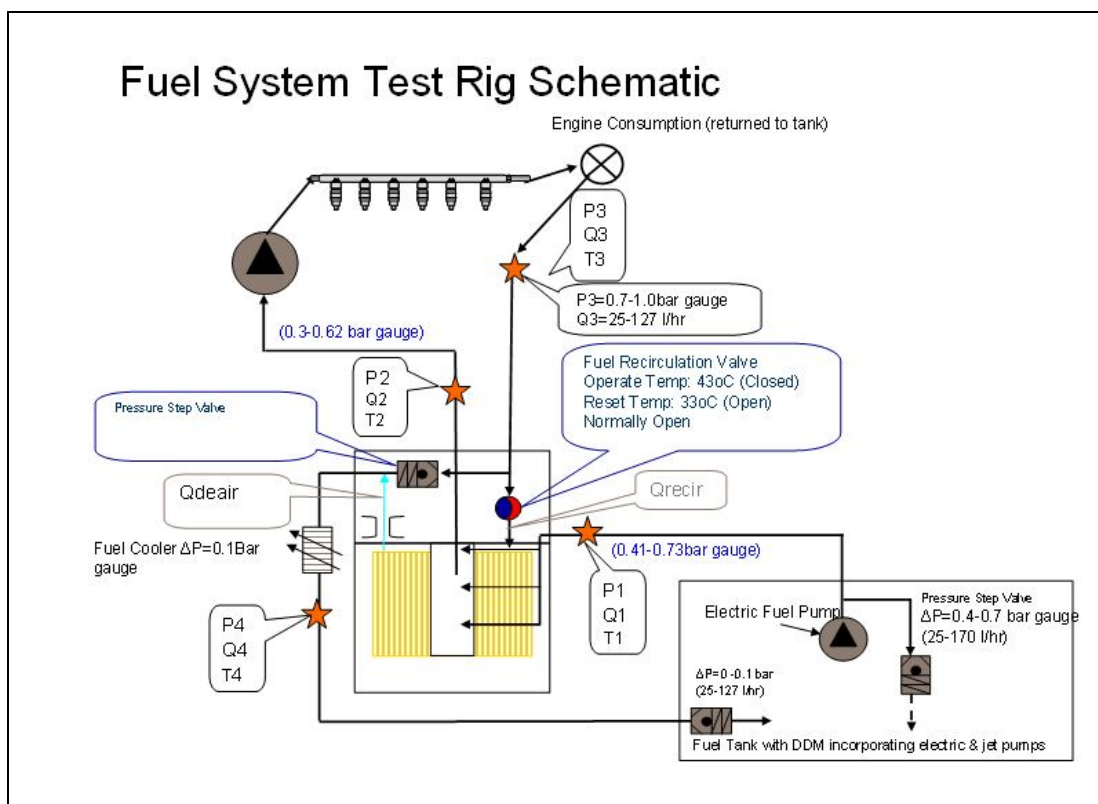 Fuel System Test Rig Schematic
Engine Consumption (returned to tank)
P3
Q3
T3
P3=0.7-1.0bar gauge
Q3=25-127 l/hr
(0.3-0.62 bar gauge)
Fuel Recirculation Valve
Operate Temp: 43oC (Closed)
Reset Temp: 33oC (Open)
Normally Open
P2
Q2
T2
Pressure Step Valve
Qdeair
Qrecir
Fuel Cooler ΔP=0.1Bar
gauge
(0.41-0.73bar gauge)
P1
Q1
T1
P4
Q4
T4
Electric Fuel Pump
Pressure Step Valve
ΔP=0.4-0.7 bar gauge
(25-170 l/hr)
ΔP=0-0.1 bar
(25-127 l/hr)
Fuel Tank with DDM incorporating electric & jet pumps